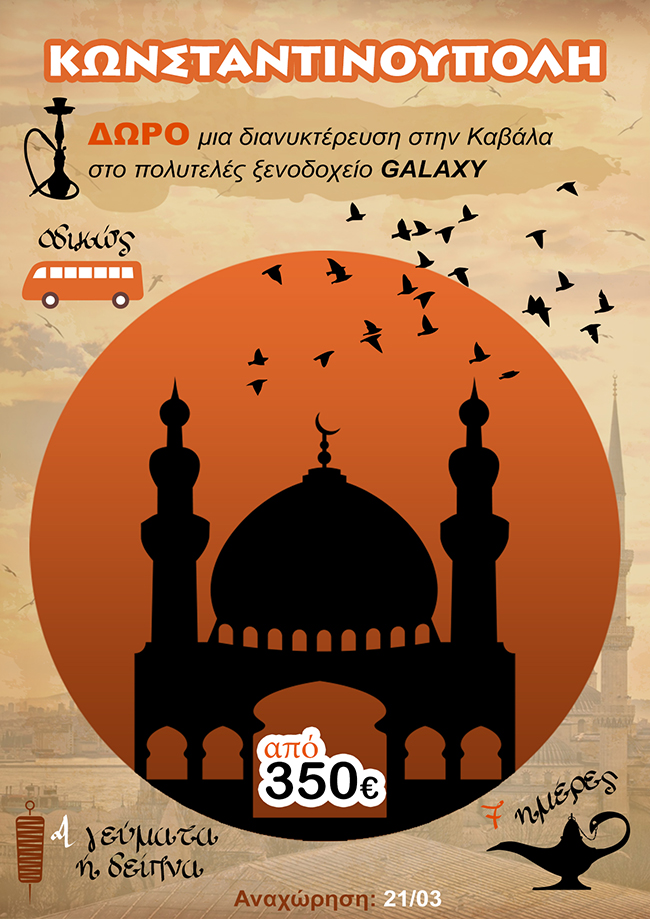 ΚΩΝΣΤΑΝΤΙΝΟΥΠΟΛΗ
ΔΩΡΟ μια διανυκτέρευση στην Καβάλα
στο πολυτελές ξενοδοχείο GALAXY
οδικώς
από
350€
7 ημέρες
4 γεύματα
ή δείπνα
Αναχώρηση: 21/03